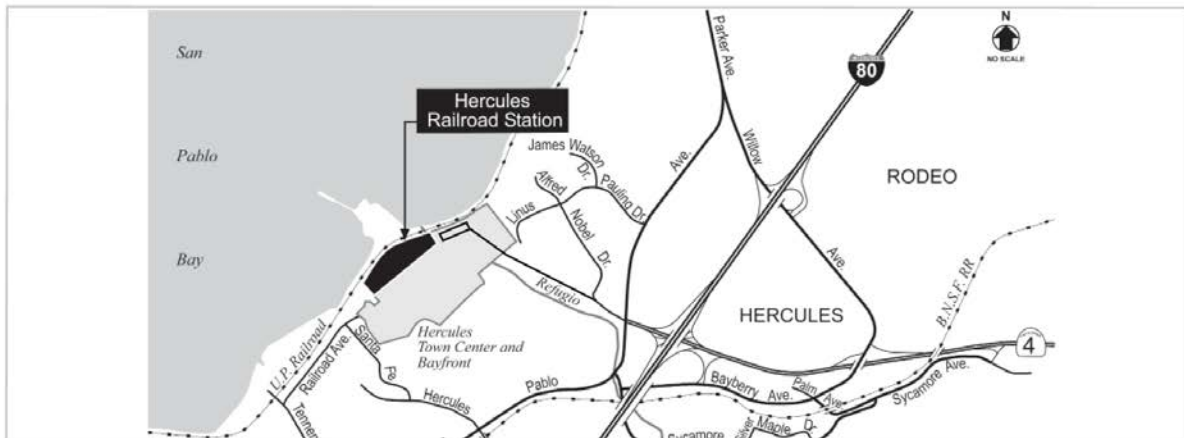 San
Pablo
Bay
N
NO SCALE
80
Parker Ave.
Hercules
Railroad Station
James Watson
Dr.
Alfred
Nobel
Dr.
Linus
Pauling Dr.
Ave.
Willow
Ave.
RODEO
HERCULES
B.N.S.F. RR
4
Refugio
Hercules
Town Center and
Bayfront
U.P. Railroad
Railroad Ave.
Santa
Fe
Hercules
Pablo
Bayberry Ave.
Palm Ave.
Sycamore Ave.
Maple Dr.
Sycamore